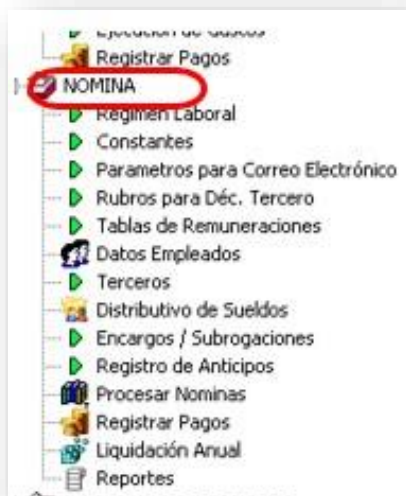 Registrar Pagos
NOMINA
Regimen Laboral
Constantes
Parametros para Correo Electrónico
Rubros para Déc. Tercero
Tablas de Remuneraciones
Datos Empleados
Terceros
Distributivo de Sueldos
Encargos / Subrogaciones
Registro de Anticipos
Procesar Nominas
Registrar Pagos
Liquidación Anual
Reportes